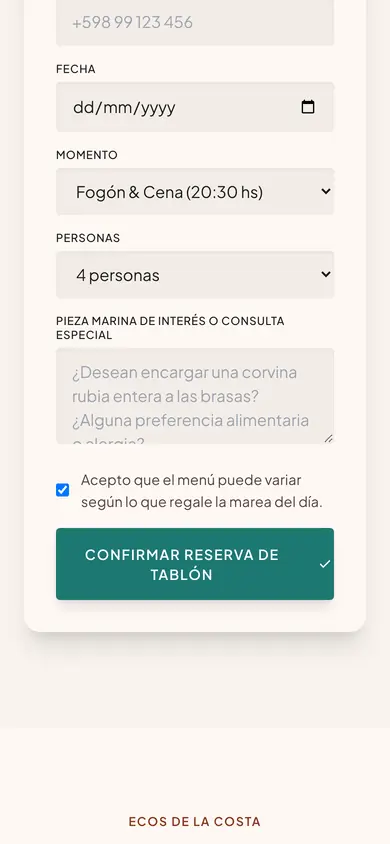 +598 99 123 456
FECHA
dd/mm/yyyy
MOMENTO
Fogón & Cena (20:30 hs)
PERSONAS
4 personas
PIEZA MARINA DE INTERÉS O CONSULTA
ESPECIAL
¿Desean encargar una corvina
rubia entera a las brasas?
¿Alguna preferencia alimentaria
o alergia?
Acepto que el menú puede variar
según lo que regale la marea del día.
CONFIRMAR RESERVA DE
TABLÓN
ECOS DE LA COSTA